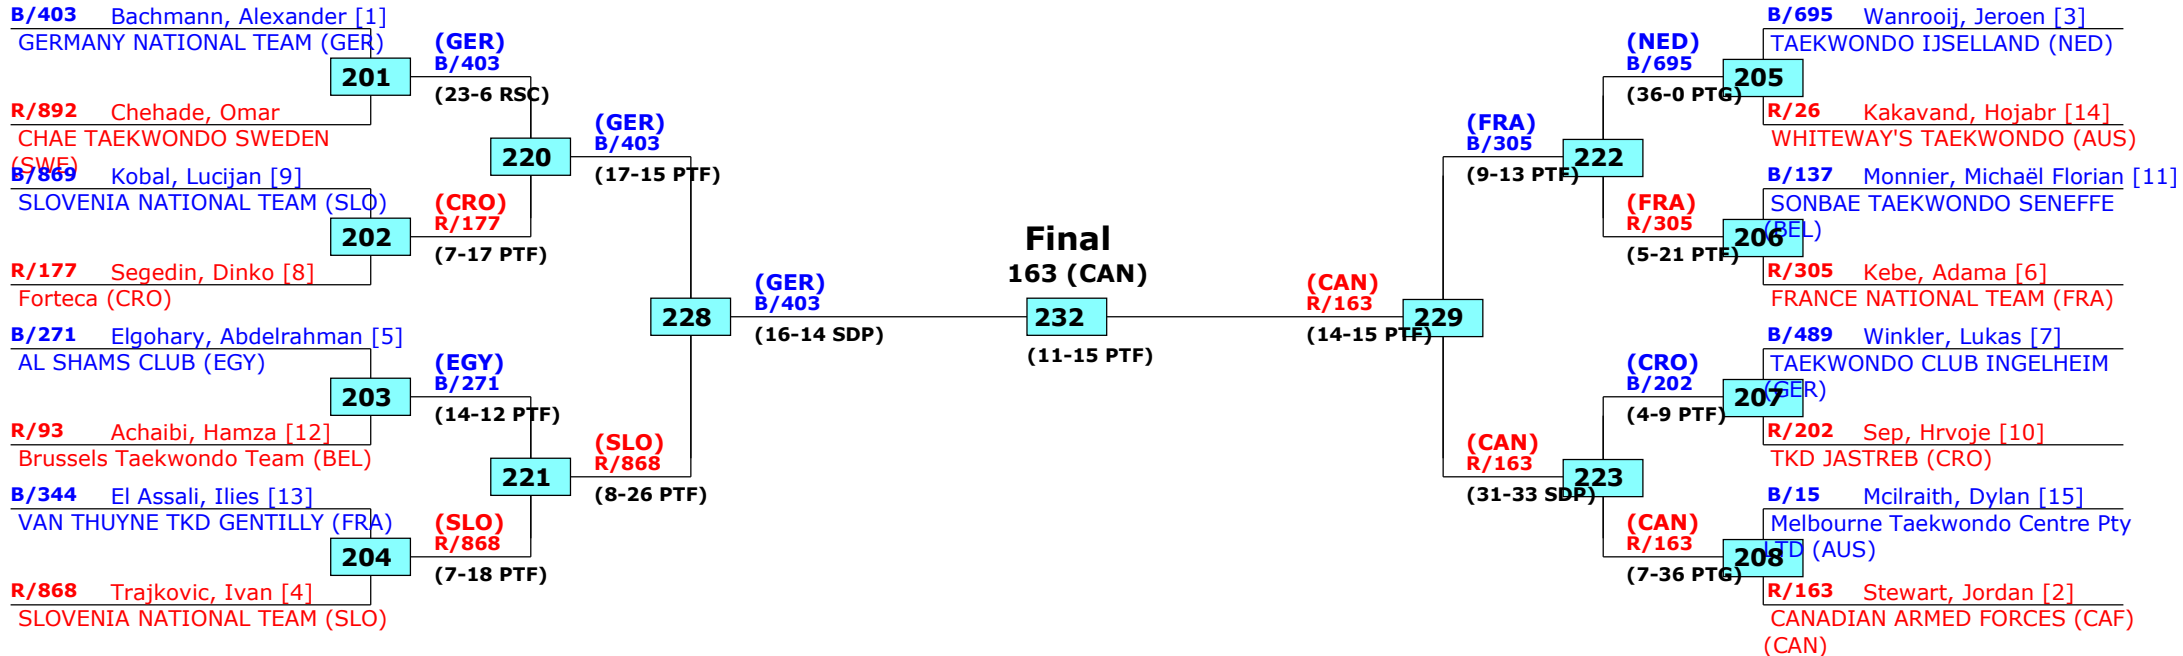 B/403 Bachmann, Alexander [1]
GERMANY NATIONAL TEAM (GER)
201
R/892 Chehade, Omar
CHAE TAEKWONDO SWEDEN
(SWE)
B/869 Kobal, Lucijan [9]
SLOVENIA NATIONAL TEAM (SLO)
202
R/177 Segedin, Dinko [8]
Forteca (CRO)
B/271 Elgohary, Abdelrahman [5]
AL SHAMS CLUB (EGY)
203
R/93 Achaibi, Hamza [12]
Brussels Taekwondo Team (BEL)
B/344 El Assali, Ilies [13]
VAN THUYNE TKD GENTILLY (FRA)
204
R/868 Trajkovic, Ivan [4]
SLOVENIA NATIONAL TEAM (SLO)
(GER)
B/403
(23-6 RSC)
220
(CRO)
R/177
(7-17 PTF)
(EGY)
B/271
(14-12 PTF)
221
(SLO)
R/868
(7-18 PTF)
(GER)
B/403
(17-15 PTF)
228
(SLO)
R/868
(8-26 PTF)
(GER)
B/403
(16-14 SDP)
Final
163 (CAN)
232
(11-15 PTF)
(CAN)
R/163
(14-15 PTF)
229
(FRA)
B/305
(9-13 PTF)
222
(CAN)
R/163
(31-33 SDP)
223
(NED)
B/695
(36-0 PTG)
(FRA)
R/305
(5-21 PTF)
(CRO)
B/202
(4-9 PTF)
(CAN)
R/163
(7-36 PTG)
B/695 Wanrooij, Jeroen [3]
TAEKWONDO IJSELLAND (NED)
205
R/26 Kakavand, Hojabr [14]
WHITEWAY'S TAEKWONDO (AUS)
B/137 Monnier, Michaël Florian [11]
SONBAE TAEKWONDO SENEFFE
(BEL)
206
R/305 Kebe, Adama [6]
FRANCE NATIONAL TEAM (FRA)
B/489 Winkler, Lukas [7]
TAEKWONDO CLUB INGELHEIM
(GER)
207
R/202 Sep, Hrvoje [10]
TKD JASTREB (CRO)
B/15 Mcilraith, Dylan [15]
Melbourne Taekwondo Centre Pty
LTD (AUS)
208
R/163 Stewart, Jordan [2]
CANADIAN ARMED FORCES (CAF)
(CAN)